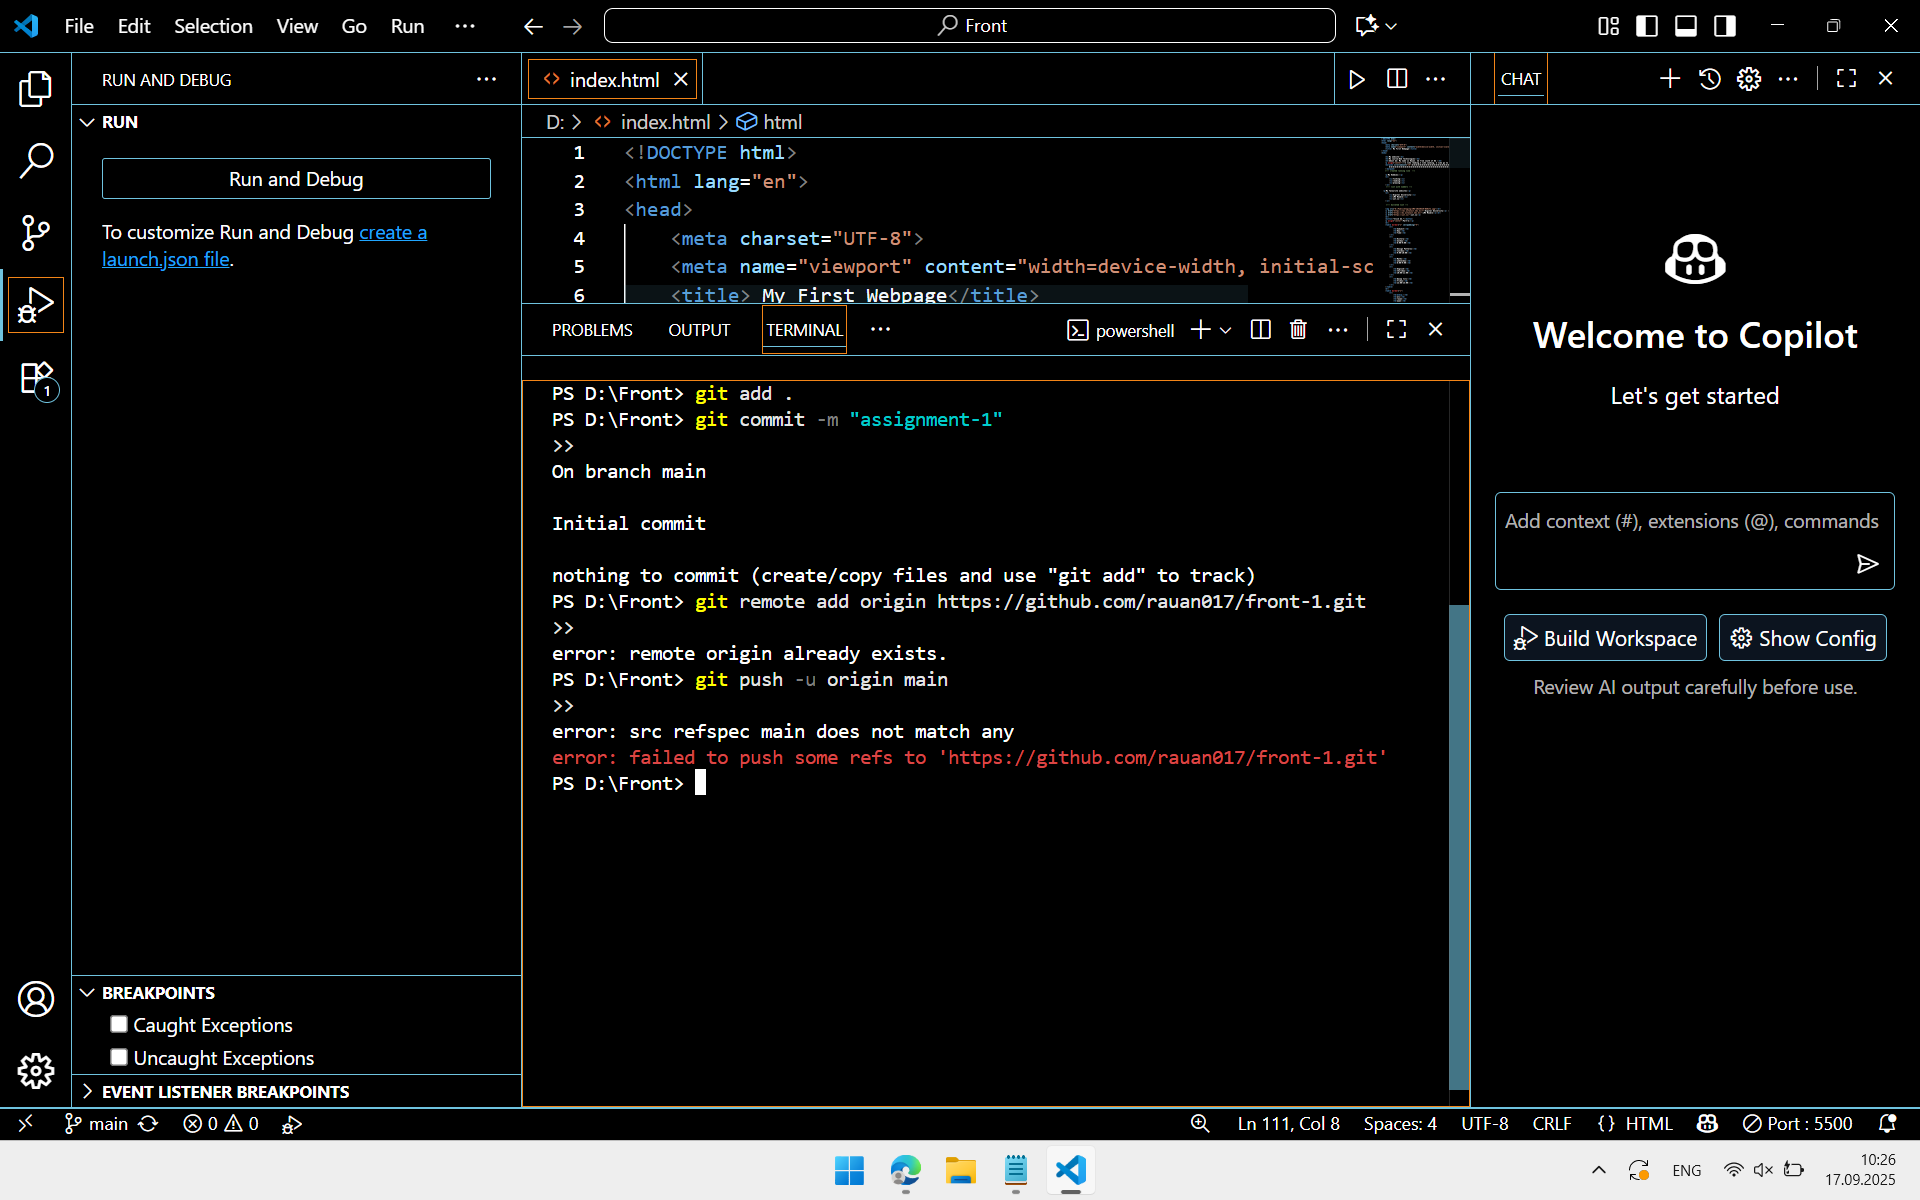 File Edit Selection View Go Run ···
Front
RUN AND DEBUG
RUN
Run and Debug
To customize Run and Debug create a
launch.json file.
BREAKPOINTS
Caught Exceptions
Uncaught Exceptions
EVENT LISTENER BREAKPOINTS
index.html
D: > index.html > html
1 <!DOCTYPE html>
2 <html lang="en">
3 <head>
4 <meta charset="UTF-8">
5 <meta name="viewport" content="width=device-width, initial-sc
6 <title> My First Webpage</title>
PROBLEMS OUTPUT TERMINAL ··· powershell
PS D:\Front> git add .
PS D:\Front> git commit -m "assignment-1"
>>
On branch main
Initial commit
nothing to commit (create/copy files and use "git add" to track)
PS D:\Front> git remote add origin https://github.com/rauan017/front-1.git
>>
error: remote origin already exists.
PS D:\Front> git push -u origin main
>>
error: src refspec main does not match any
error: failed to push some refs to 'https://github.com/rauan017/front-1.git'
PS D:\Front>
CHAT
Welcome to Copilot
Let's get started
Add context (#), extensions (@), commands
Build Workspace Show Config
Review AI output carefully before use.
1
main 0 0 Ln 111, Col 8 Spaces: 4 UTF-8 CRLF {} HTML Port : 5500
ENG
10:26
17.09.2025